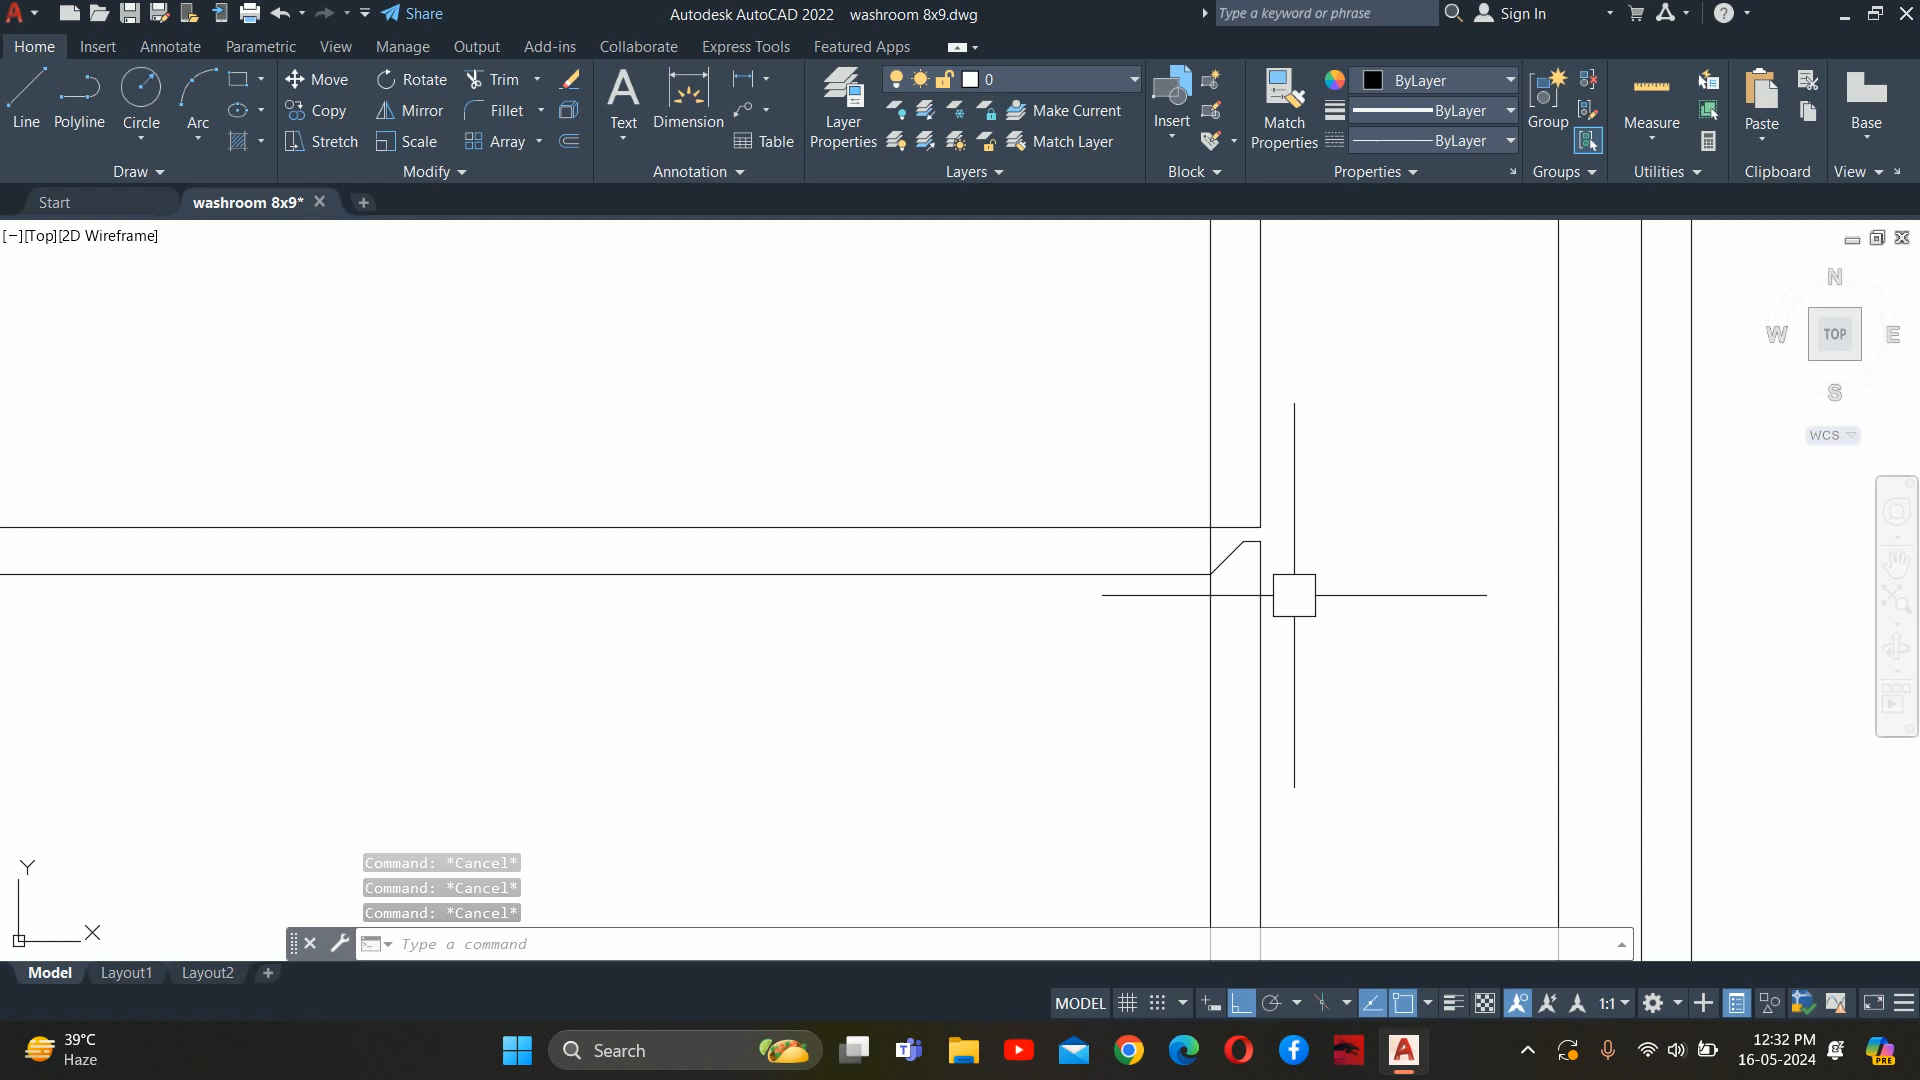 Share
Autodesk AutoCAD 2022 washroom 8x9.dwg
Type a keyword or phrase
Sign In
Home Insert Annotate Parametric View Manage Output Add-ins Collaborate Express Tools Featured Apps
Line Polyline Circle Arc
Move Rotate Trim
Copy Mirror Fillet
Stretch Scale Array
Text Dimension Table
Layer Properties
0
Make Current
Match Layer
Insert
Match Properties
ByLayer
ByLayer
ByLayer
Group Measure Paste Base
Draw Modify Annotation Layers Block Properties Groups Utilities Clipboard View
Start washroom 8x9*
[−][Top][2D Wireframe]
N
W TOP E
S
WCS
Y
X
Command: *Cancel*
Command: *Cancel*
Command: *Cancel*
Type a command
Model Layout1 Layout2
MODEL 1:1
39°C
Haze
Search
12:32 PM
16-05-2024
PRE